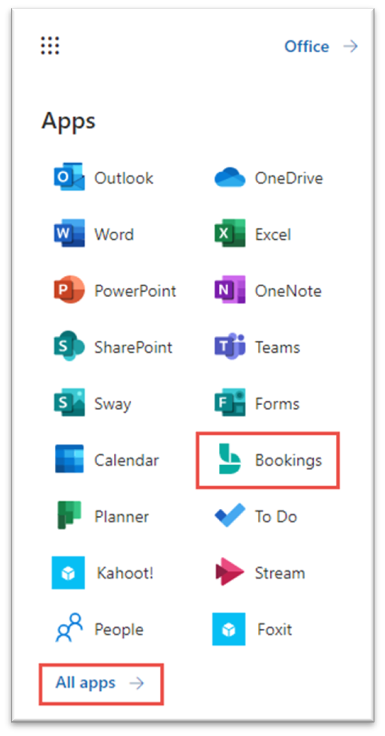 Office
Apps
Outlook OneDrive
Word Excel
PowerPoint OneNote
SharePoint Teams
Sway Forms
Calendar Bookings
Planner To Do
Kahoot! Stream
People Foxit
All apps